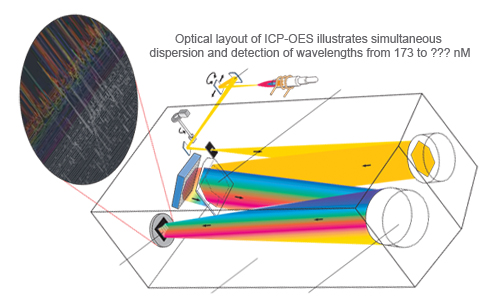 Optical layout of ICP-OES illustrates simultaneous
dispersion and detection of wavelengths from 173 to ??? nM